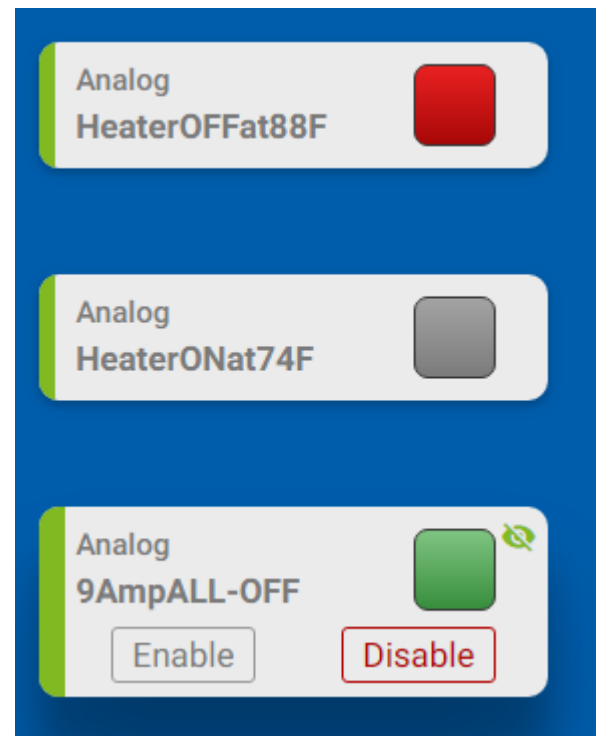 Analog
HeaterOFFat88F
Analog
HeaterONat74F
Analog
9AmpALL-OFF
Enable Disable